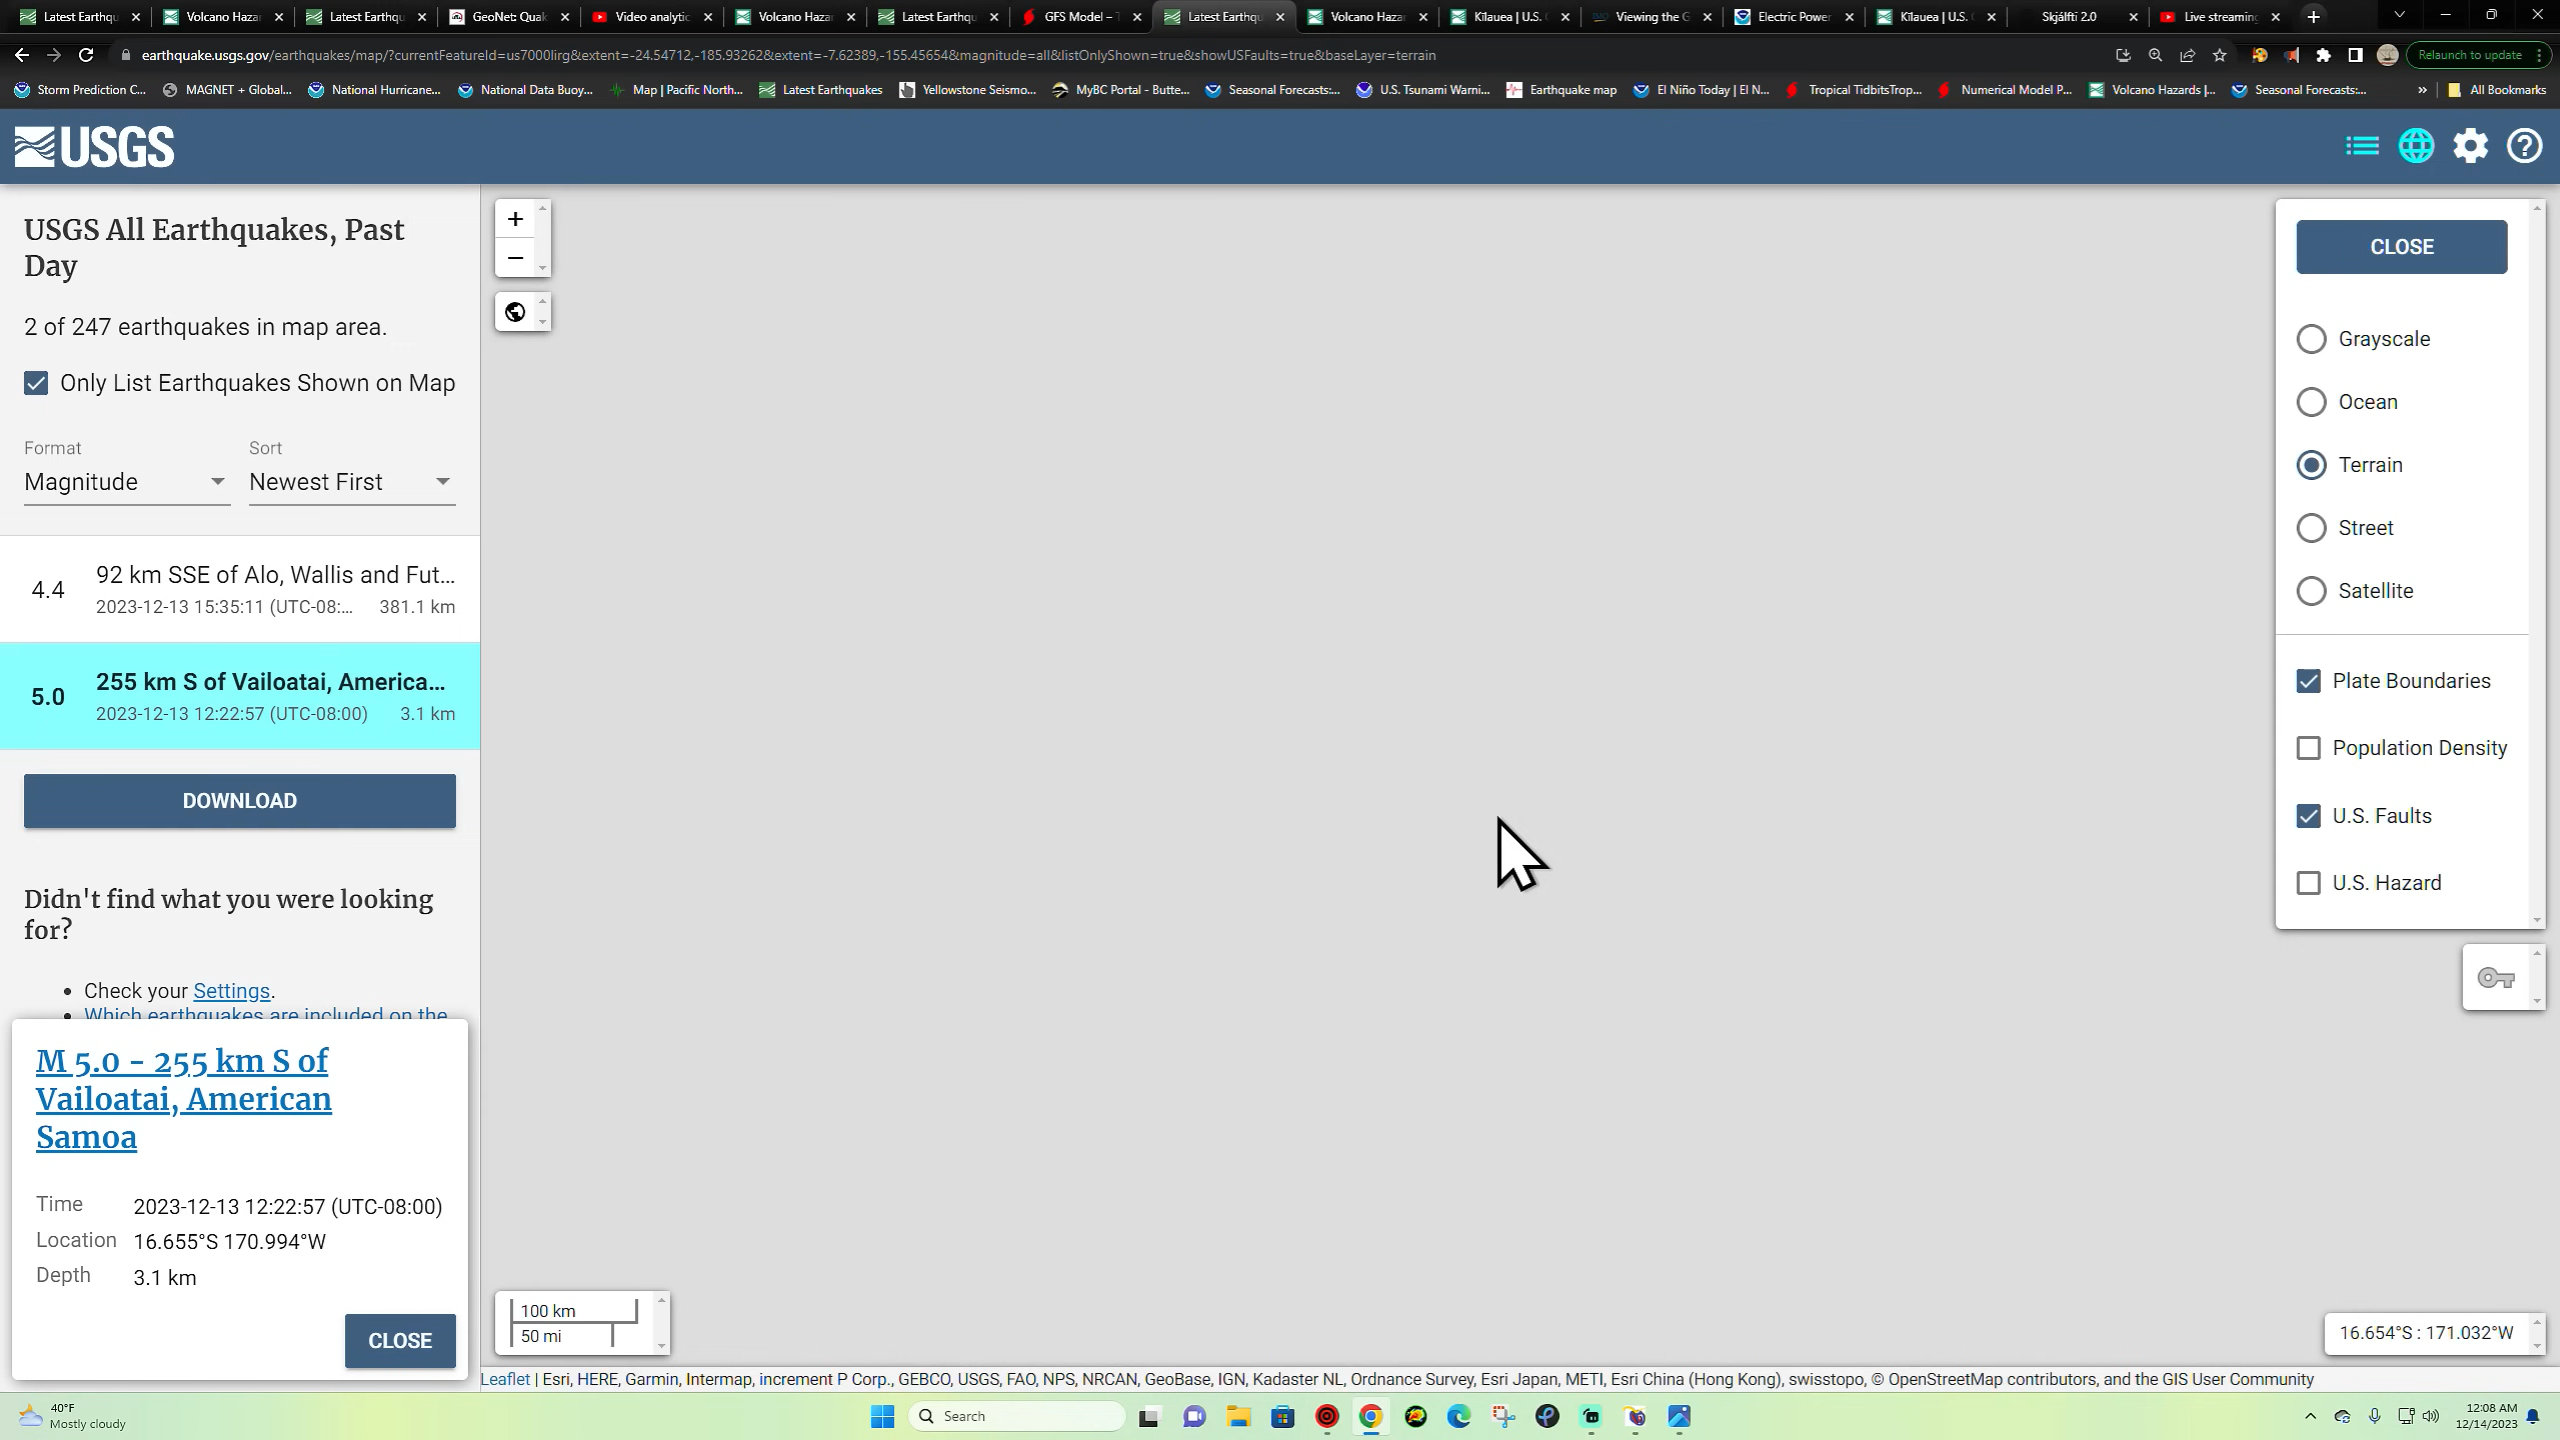 Latest Earthqu
Volcano Haza
Latest Earthqu
GeoNet: Quak
Video analytic
Volcano Haza
Latest Earthqu
GFS Model – T
Latest Earthqu
Volcano Haza
Kīlauea | U.S.
Viewing the G
Electric Power
Kīlauea | U.S.
Skjálftí 2.0
Live streaming
earthquake.usgs.gov/earthquakes/map/?currentFeatureId=us7000lirg&extent=-24.54712,-185.93262&extent=-7.62389,-155.45654&magnitude=all&listOnlyShown=true&showUSFaults=true&baseLayer=terrain
Relaunch to update
Storm Prediction C...
MAGNET + Global...
National Hurricane...
National Data Buoy...
Map | Pacific North...
Latest Earthquakes
Yellowstone Seismo...
MyBC Portal - Butte...
Seasonal Forecasts:...
U.S. Tsunami Warni...
Earthquake map
El Niño Today | El N...
Tropical TidbitsTrop...
Numerical Model P...
Volcano Hazards |...
Seasonal Forecasts:...
»
All Bookmarks
USGS
USGS All Earthquakes, Past
Day
2 of 247 earthquakes in map area.
Only List Earthquakes Shown on Map
Format
Sort
Magnitude
Newest First
4.4
92 km SSE of Alo, Wallis and Fut...
2023-12-13 15:35:11 (UTC-08:... 381.1 km
5.0
255 km S of Vailoatai, America...
2023-12-13 12:22:57 (UTC-08:00) 3.1 km
DOWNLOAD
Didn't find what you were looking
for?
• Check your Settings.
• Which earthquakes are included on the
M 5.0 - 255 km S of
Vailoatai, American
Samoa
Time 2023-12-13 12:22:57 (UTC-08:00)
Location 16.655°S 170.994°W
Depth 3.1 km
CLOSE
+
−
100 km
50 mi
CLOSE
Grayscale
Ocean
Terrain
Street
Satellite
Plate Boundaries
Population Density
U.S. Faults
U.S. Hazard
16.654°S : 171.032°W
Leaflet | Esri, HERE, Garmin, Intermap, increment P Corp., GEBCO, USGS, FAO, NPS, NRCAN, GeoBase, IGN, Kadaster NL, Ordnance Survey, Esri Japan, METI, Esri China (Hong Kong), swisstopo, © OpenStreetMap contributors, and the GIS User Community
40°F
Mostly cloudy
Search
12:08 AM
12/14/2023